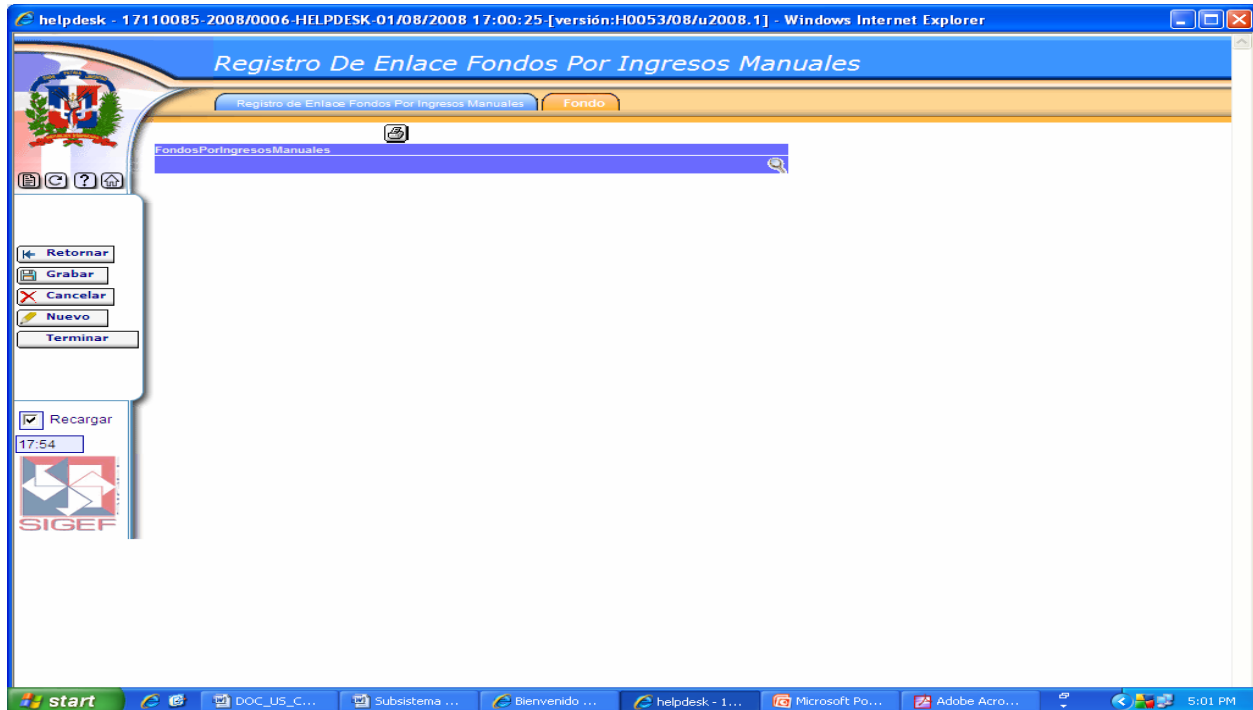 helpdesk - 17110085-2008/0006-HELPDESK-01/08/2008 17:00:25-[versión:H0053/08/u2008.1] - Windows Internet Explorer
Registro De Enlace Fondos Por Ingresos Manuales
Registro de Enlace Fondos Por Ingresos Manuales
Fondo
FondosPorIngresosManuales
Retornar
Grabar
Cancelar
Nuevo
Terminar
Recargar
17:54
SIGEF
start
DOC_US_C...
Subsistema ...
Bienvenido ...
helpdesk - 1...
Microsoft Po...
Adobe Acro...
5:01 PM